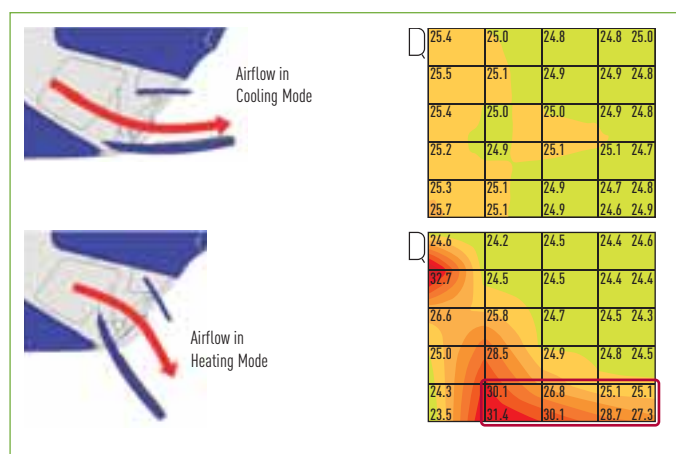 Airflow in
Cooling Mode
25.4 25.0 24.8 24.8 25.0
25.5 25.1 24.9 24.9 24.8
25.4 25.0 25.0 24.9 24.8
25.2 24.9 25.1 25.1 24.7
25.3 25.1 24.9 24.7 24.8
25.7 25.1 24.9 24.6 24.9
Airflow in
Heating Mode
24.6 24.2 24.5 24.4 24.6
32.7 24.5 24.5 24.4 24.4
26.6 25.8 24.7 24.5 24.3
25.0 28.5 24.9 24.8 24.5
24.3 30.1 26.8 25.1 25.1
23.5 31.4 30.1 28.7 27.3